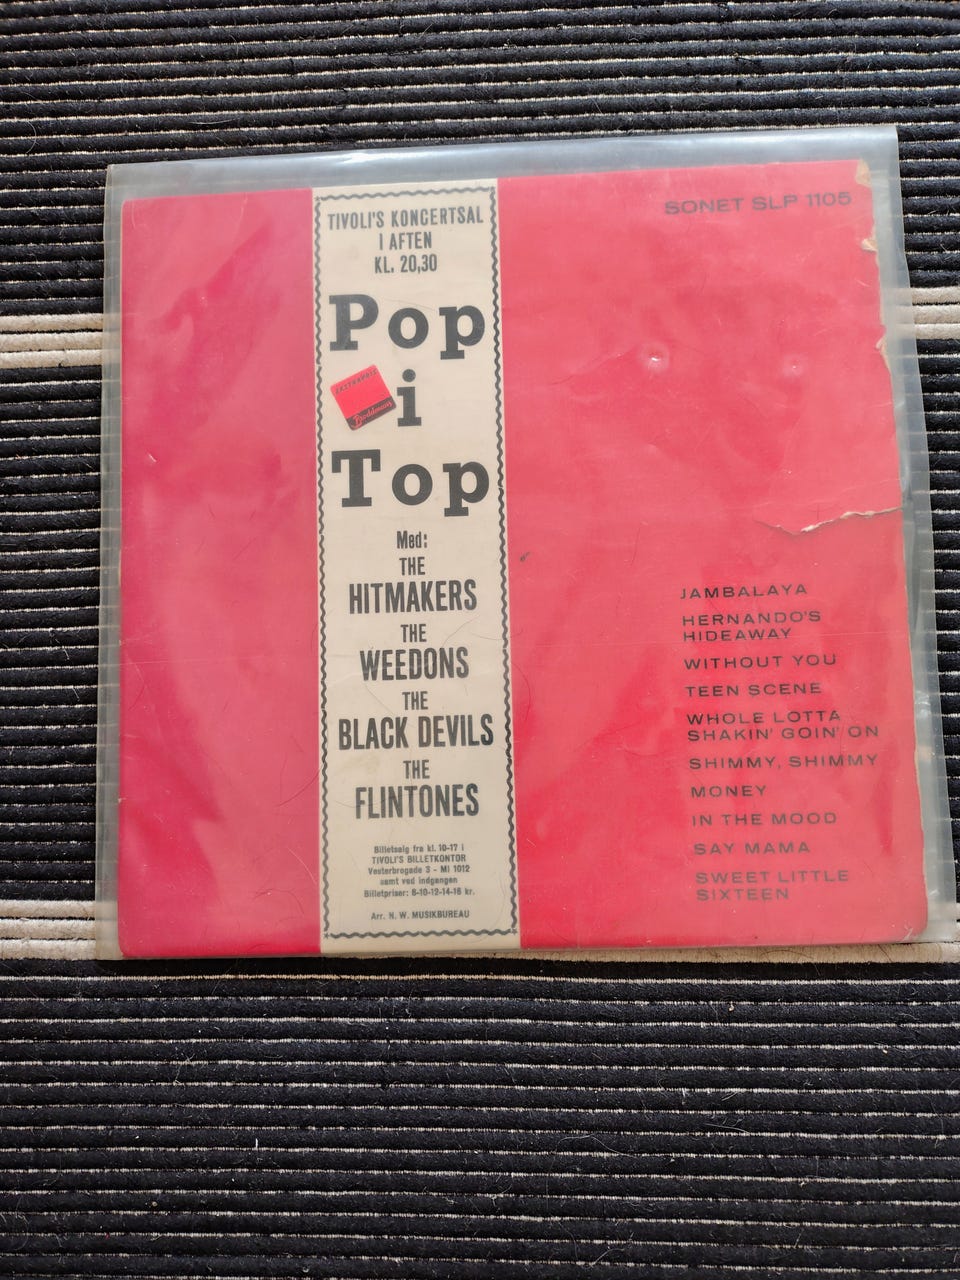 TIVOLI'S KONCERTSAL
I AFTEN
KL. 20,30
Pop
i
Top
Med:
THE
HITMAKERS
THE
WEEDONS
THE
BLACK DEVILS
THE
FLINTONES
Billetsalg fra kl. 10-17 i
TIVOLI'S BILLETKONTOR
Vesterbrogade 3 - MI 1012
samt ved indgangen
Billetpriser: 8-10-12-14-16 kr.
Arr. N. W. MUSIKBUREAU
SONET SLP 1105
JAMBALAYA
HERNANDO'S
HIDEAWAY
WITHOUT YOU
TEEN SCENE
WHOLE LOTTA
SHAKIN' GOIN' ON
SHIMMY, SHIMMY
MONEY
IN THE MOOD
SAY MAMA
SWEET LITTLE
SIXTEEN